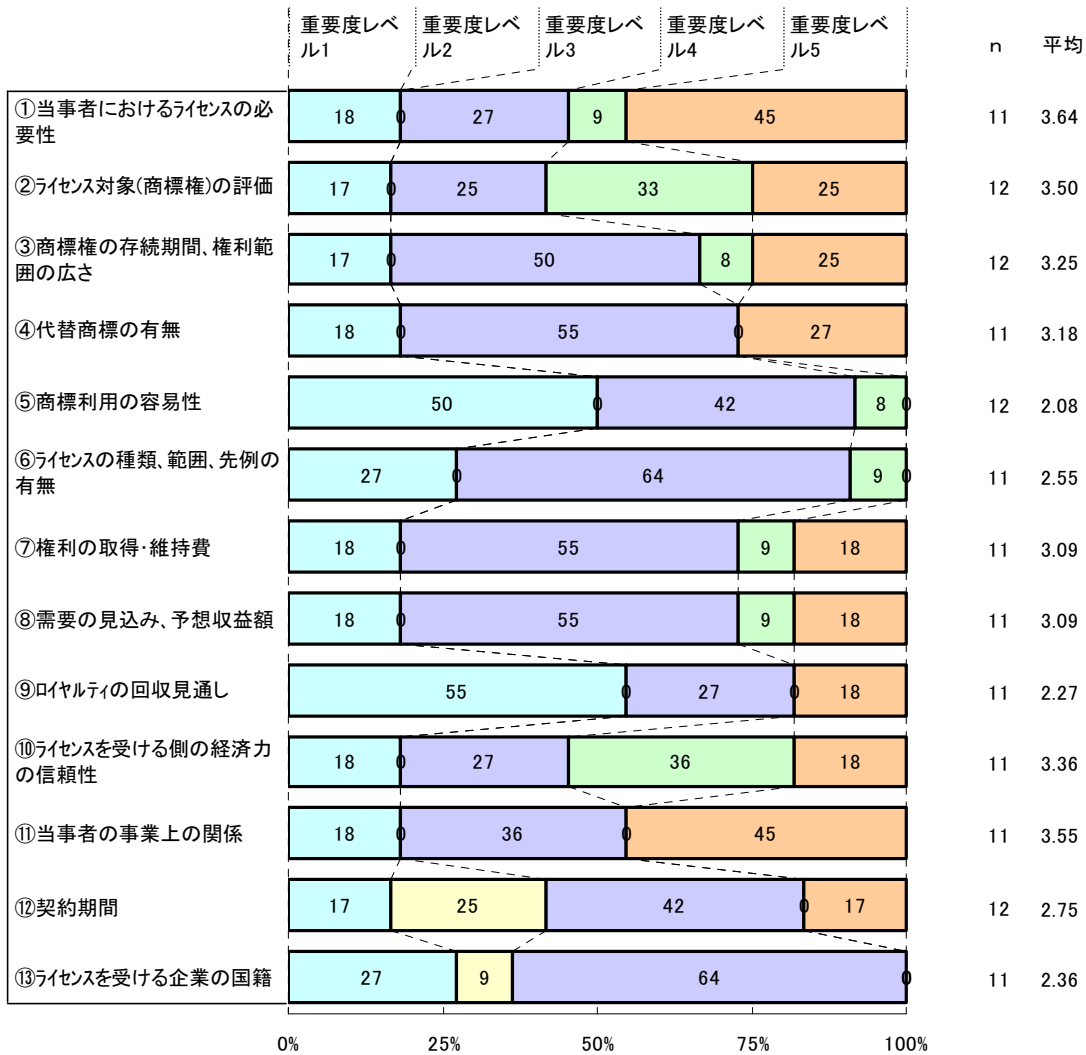 重要度レベ
ル1
重要度レベ
ル2
重要度レベ
ル3
重要度レベ
ル4
重要度レベ
ル5
n 平均
①当事者におけるライセンスの必
要性
18 0 27 9 45 11 3.64
②ライセンス対象(商標権)の評価
17 0 25 33 25 12 3.50
③商標権の存続期間、権利範
囲の広さ
17 0 50 8 25 12 3.25
④代替商標の有無
18 0 55 0 27 11 3.18
⑤商標利用の容易性
50 0 42 8 0 12 2.08
⑥ライセンスの種類、範囲、先例の
有無
27 0 64 9 0 11 2.55
⑦権利の取得・維持費
18 0 55 9 18 11 3.09
⑧需要の見込み、予想収益額
18 0 55 9 18 11 3.09
⑨ロイヤルティの回収見通し
55 0 27 0 18 11 2.27
⑩ライセンスを受ける側の経済力
の信頼性
18 0 27 36 18 11 3.36
⑪当事者の事業上の関係
18 0 36 0 45 11 3.55
⑫契約期間
17 25 42 0 17 12 2.75
⑬ライセンスを受ける企業の国籍
27 9 64 0 11 2.36
0% 25% 50% 75% 100%